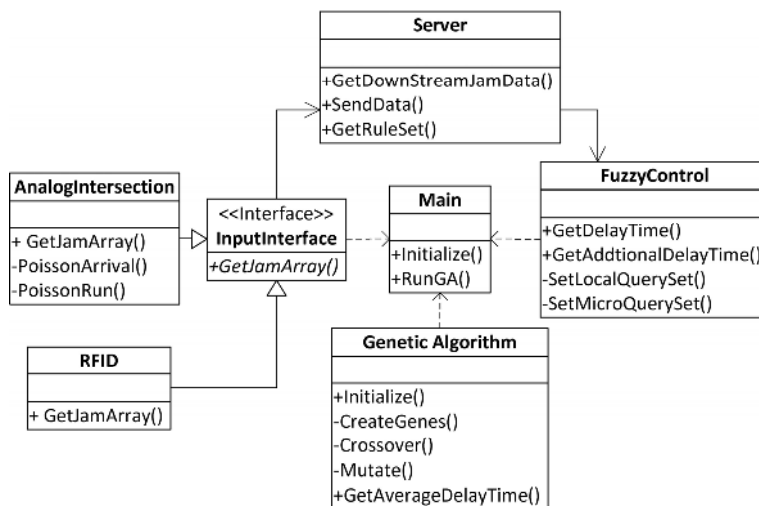 Server
+GetDownStreamJamData()
+SendData()
+GetRuleSet()
AnalogIntersection
+ GetJamArray()
-PoissonArrival()
-PoissonRun()
<<Interface>>
InputInterface
+GetJamArray()
Main
+Initialize()
+RunGA()
FuzzyControl
+GetDelayTime()
+GetAddtionalDelayTime()
-SetLocalQuerySet()
-SetMicroQuerySet()
RFID
+ GetJamArray()
Genetic Algorithm
+Initialize()
-CreateGenes()
-Crossover()
-Mutate()
+GetAverageDelayTime()